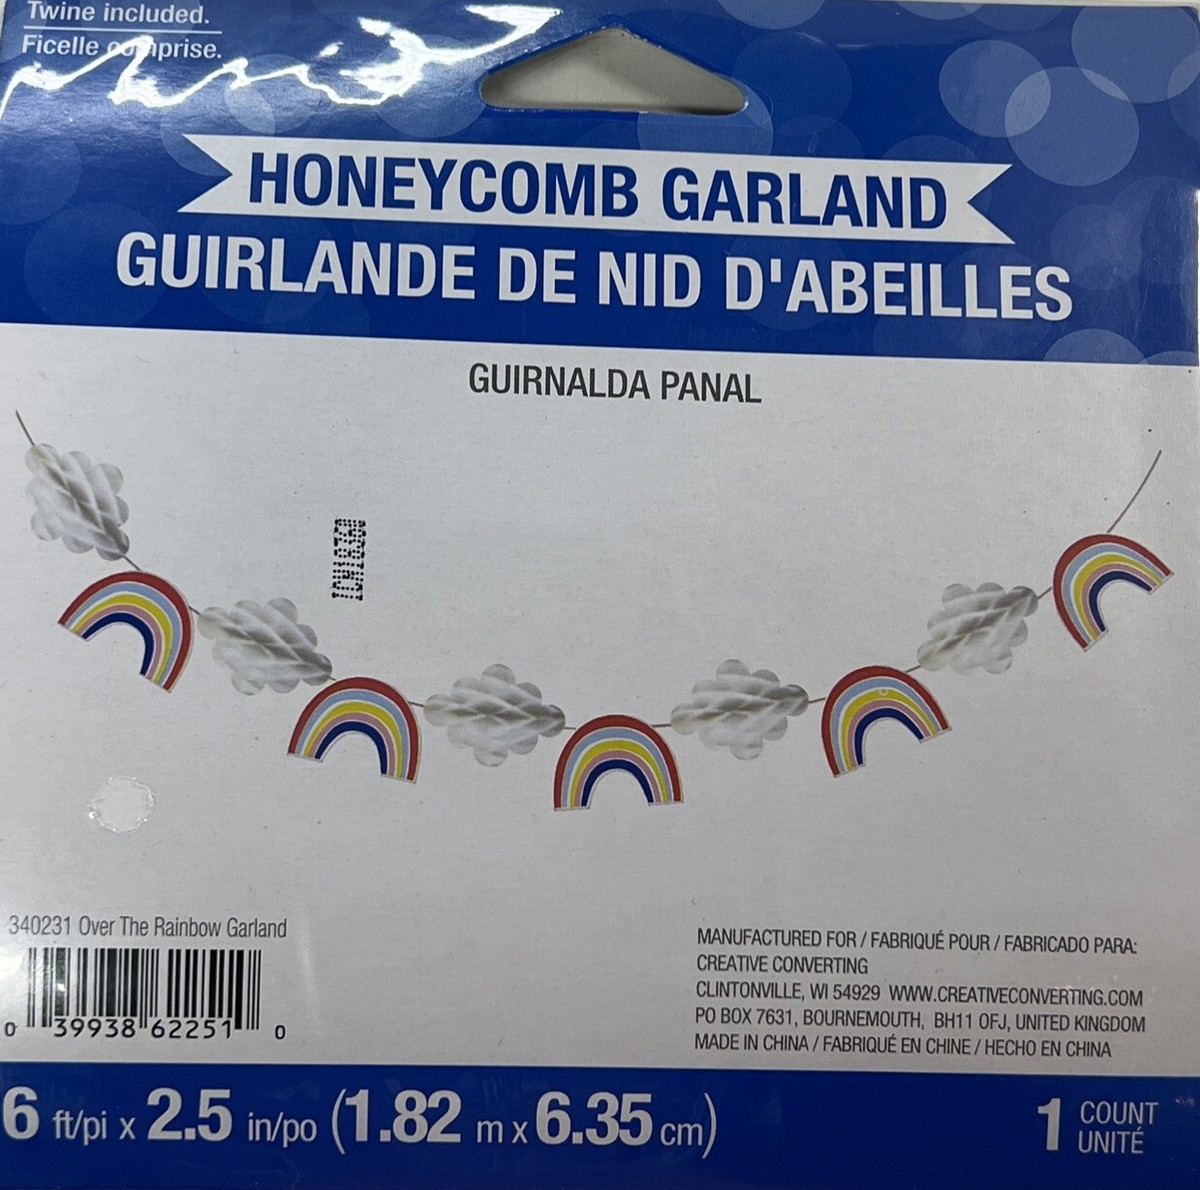 Twine included.
Ficelle comprise.
HONEYCOMB GARLAND
GUIRLANDE DE NID D'ABEILLES
GUIRNALDA PANAL
340231 Over The Rainbow Garland
0 39938 62251 0
MANUFACTURED FOR / FABRIQUÉ POUR / FABRICADO PARA:
CREATIVE CONVERTING
CLINTONVILLE, WI 54929 WWW.CREATIVECONVERTING.COM
PO BOX 7631, BOURNEMOUTH, BH11 0FJ, UNITED KINGDOM
MADE IN CHINA / FABRIQUÉ EN CHINE / HECHO EN CHINA
6 ft/pi x 2.5 in/po (1.82 m x 6.35 cm)
1 COUNT
UNITÉ